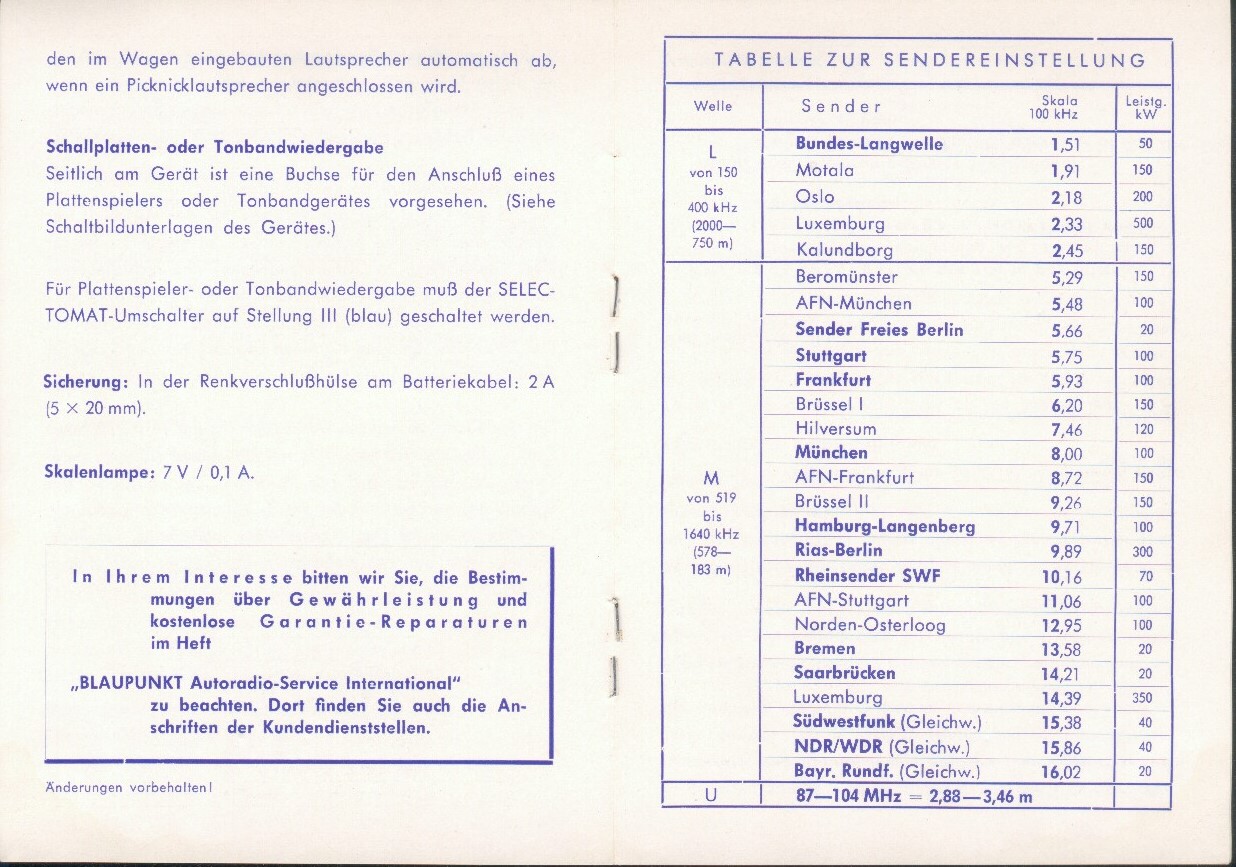 den im Wagen eingebauten Lautsprecher automatisch ab,
wenn ein Picknicklautsprecher angeschlossen wird.
Schallplatten- oder Tonbandwiedergabe
Seitlich am Gerät ist eine Buchse für den Anschluß eines
Plattenspielers oder Tonbandgerätes vorgesehen. (Siehe
Schaltbildunterlagen des Gerätes.)
Für Plattenspieler- oder Tonbandwiedergabe muß der SELEC-
TOMAT-Umschalter auf Stellung III (blau) geschaltet werden.
Sicherung: In der Renkverschlußhülse am Batteriekabel: 2 A
(5 × 20 mm).
Skalenlampe: 7 V / 0,1 A.
In Ihrem Interesse bitten wir Sie, die Bestim-
mungen über Gewährleistung und
kostenlose Garantie-Reparaturen
im Heft
„BLAUPUNKT Autoradio-Service International"
zu beachten. Dort finden Sie auch die An-
schriften der Kundendienststellen.
Änderungen vorbehalten!
TABELLE ZUR SENDEREINSTELLUNG
Welle Sender Skala 100 kHz Leistg. kW
L
von 150
bis
400 kHz
(2000—
750 m)
Bundes-Langwelle 1,51 50
Motala 1,91 150
Oslo 2,18 200
Luxemburg 2,33 500
Kalundborg 2,45 150
M
von 519
bis
1640 kHz
(578—
183 m)
Beromünster 5,29 150
AFN-München 5,48 100
Sender Freies Berlin 5,66 20
Stuttgart 5,75 100
Frankfurt 5,93 100
Brüssel I 6,20 150
Hilversum 7,46 120
München 8,00 100
AFN-Frankfurt 8,72 150
Brüssel II 9,26 150
Hamburg-Langenberg 9,71 100
Rias-Berlin 9,89 300
Rheinsender SWF 10,16 70
AFN-Stuttgart 11,06 100
Norden-Osterloog 12,95 100
Bremen 13,58 20
Saarbrücken 14,21 20
Luxemburg 14,39 350
Südwestfunk (Gleichw.) 15,38 40
NDR/WDR (Gleichw.) 15,86 40
Bayr. Rundf. (Gleichw.) 16,02 20
U 87—104 MHz = 2,88—3,46 m